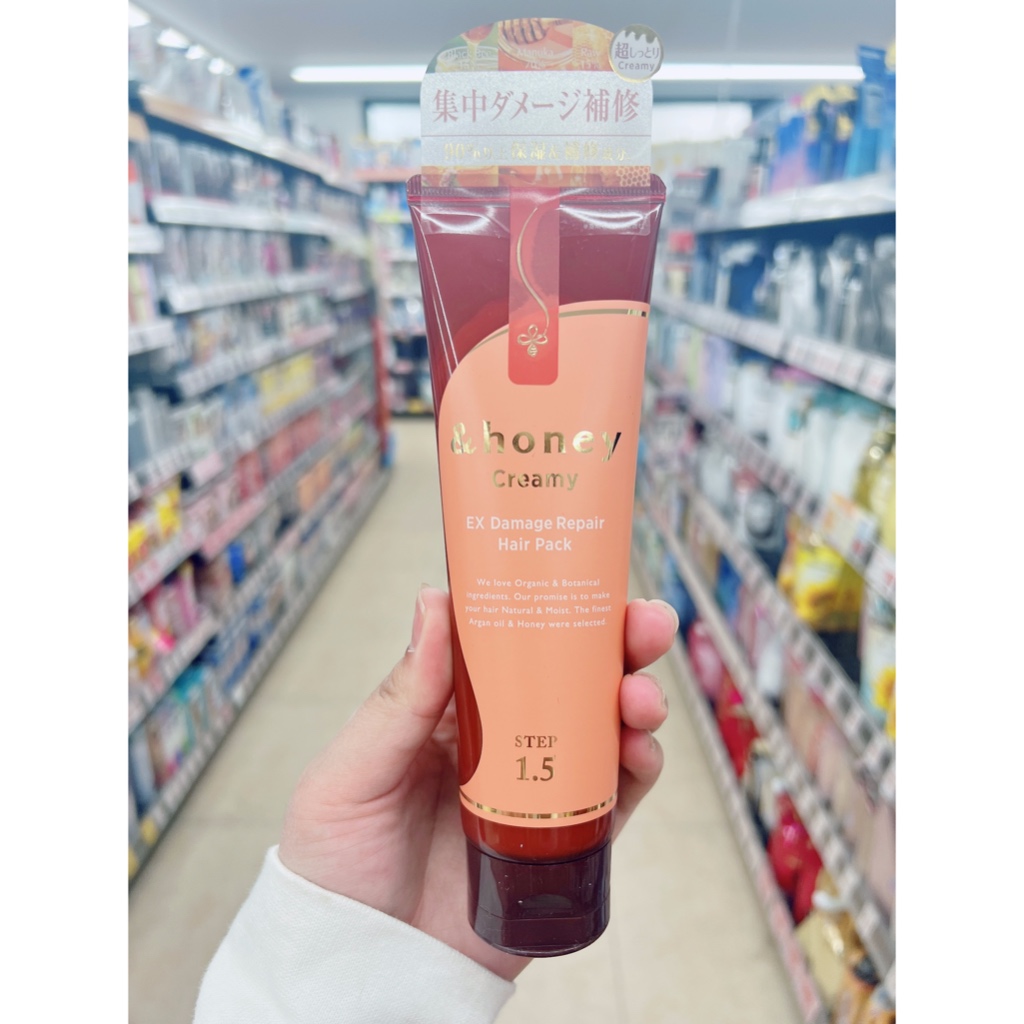 超しっとり
Creamy
集中ダメージ補修
&honey
Creamy
EX Damage Repair
Hair Pack
We love Organic & Botanical
ingredients. Our promise is to make
your hair Natural & Moist. The finest
Argan oil & Honey were selected.
STEP
1.5